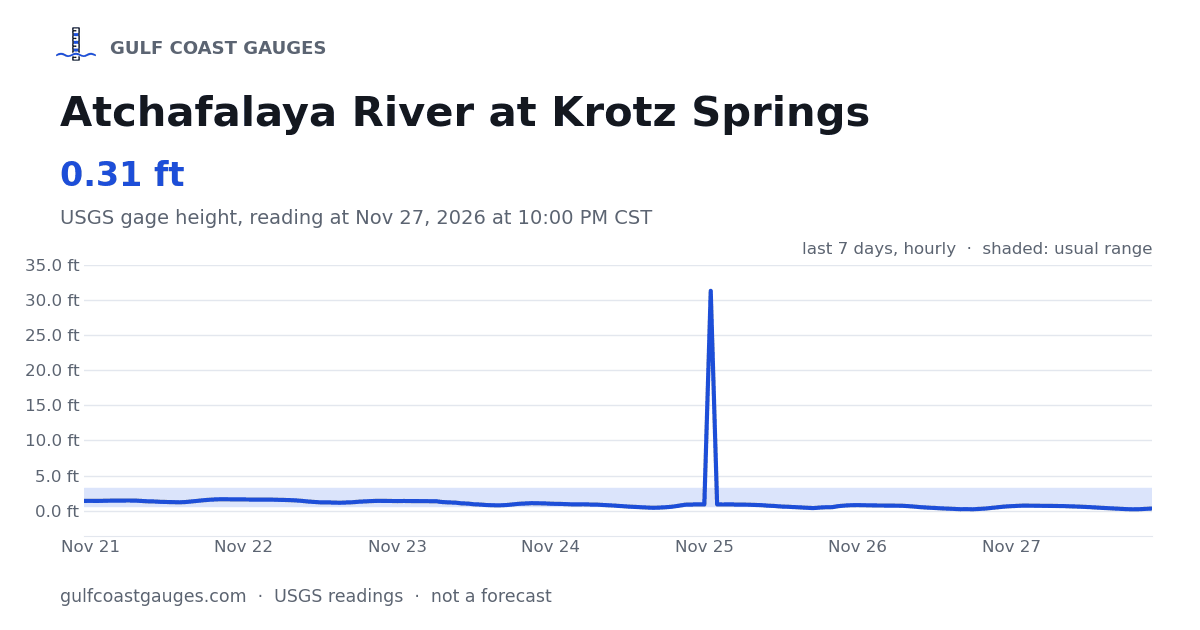 GULF COAST GAUGES
Atchafalaya River at Krotz Springs
0.31 ft
USGS gage height, reading at Nov 27, 2026 at 10:00 PM CST
last 7 days, hourly · shaded: usual range
35.0 ft
30.0 ft
25.0 ft
20.0 ft
15.0 ft
10.0 ft
5.0 ft
0.0 ft
Nov 21 Nov 22 Nov 23 Nov 24 Nov 25 Nov 26 Nov 27
gulfcoastgauges.com · USGS readings · not a forecast